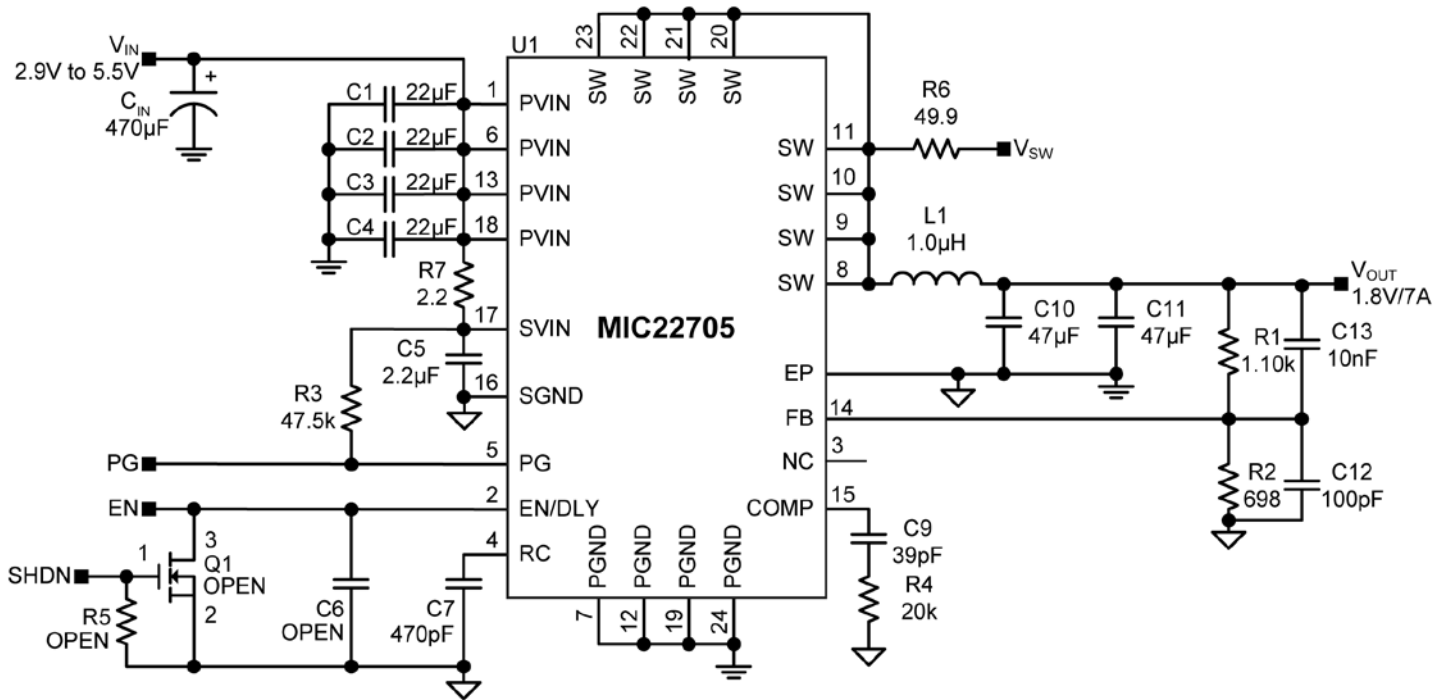 VIN
2.9V to 5.5V
+
CIN
470µF
U1
23
22
21
20
SW
SW
SW
SW
C1
22µF
1
PVIN
C2
22µF
6
PVIN
C3
22µF
13
PVIN
C4
22µF
18
PVIN
R7
2.2
17
SVIN
C5
2.2µF
16
SGND
R3
47.5k
PG
5
PG
EN
2
EN/DLY
4
RC
SHDN
1
3
Q1
OPEN
2
R5
OPEN
C6
OPEN
C7
470pF
MIC22705
PGND
PGND
PGND
PGND
7
12
19
24
11
SW
10
SW
9
SW
8
SW
R6
49.9
VSW
L1
1.0µH
VOUT
1.8V/7A
C10
47µF
C11
47µF
R1
1.10k
C13
10nF
EP
14
FB
3
NC
15
COMP
R2
698
C12
100pF
C9
39pF
R4
20k